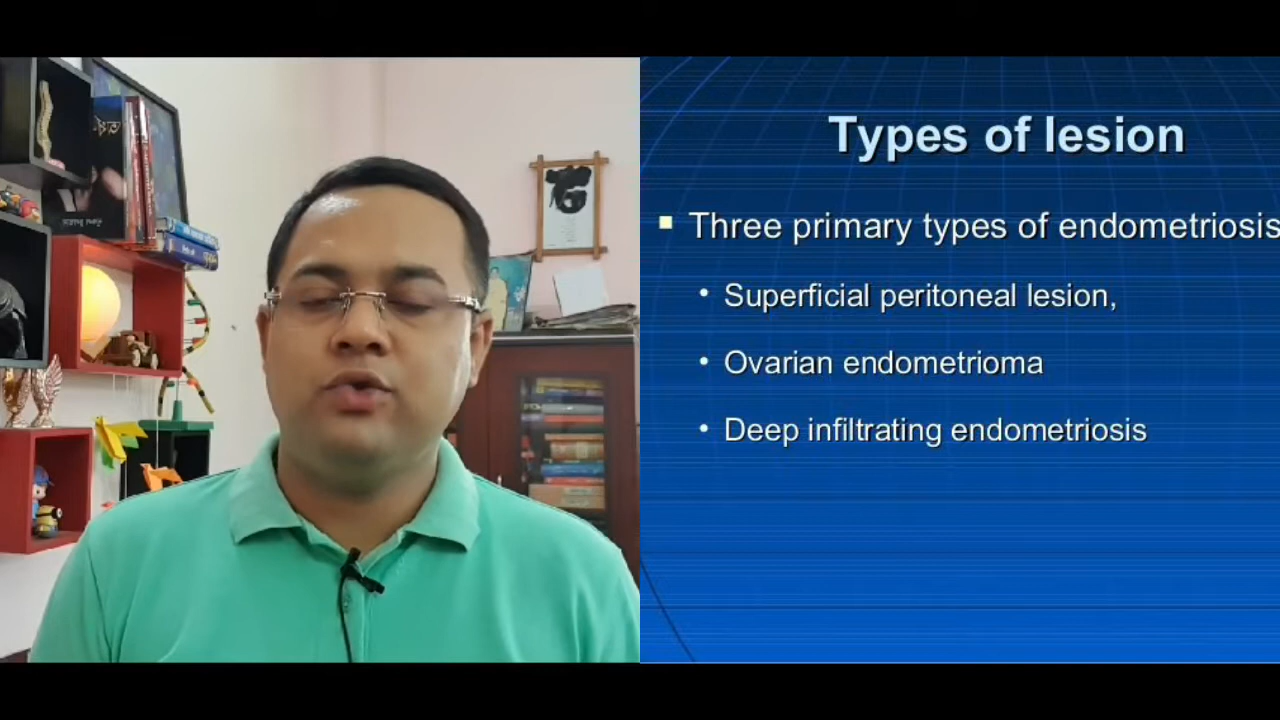 Types of lesion
Three primary types of endometriosis
Superficial peritoneal lesion,
Ovarian endometrioma
Deep infiltrating endometriosis